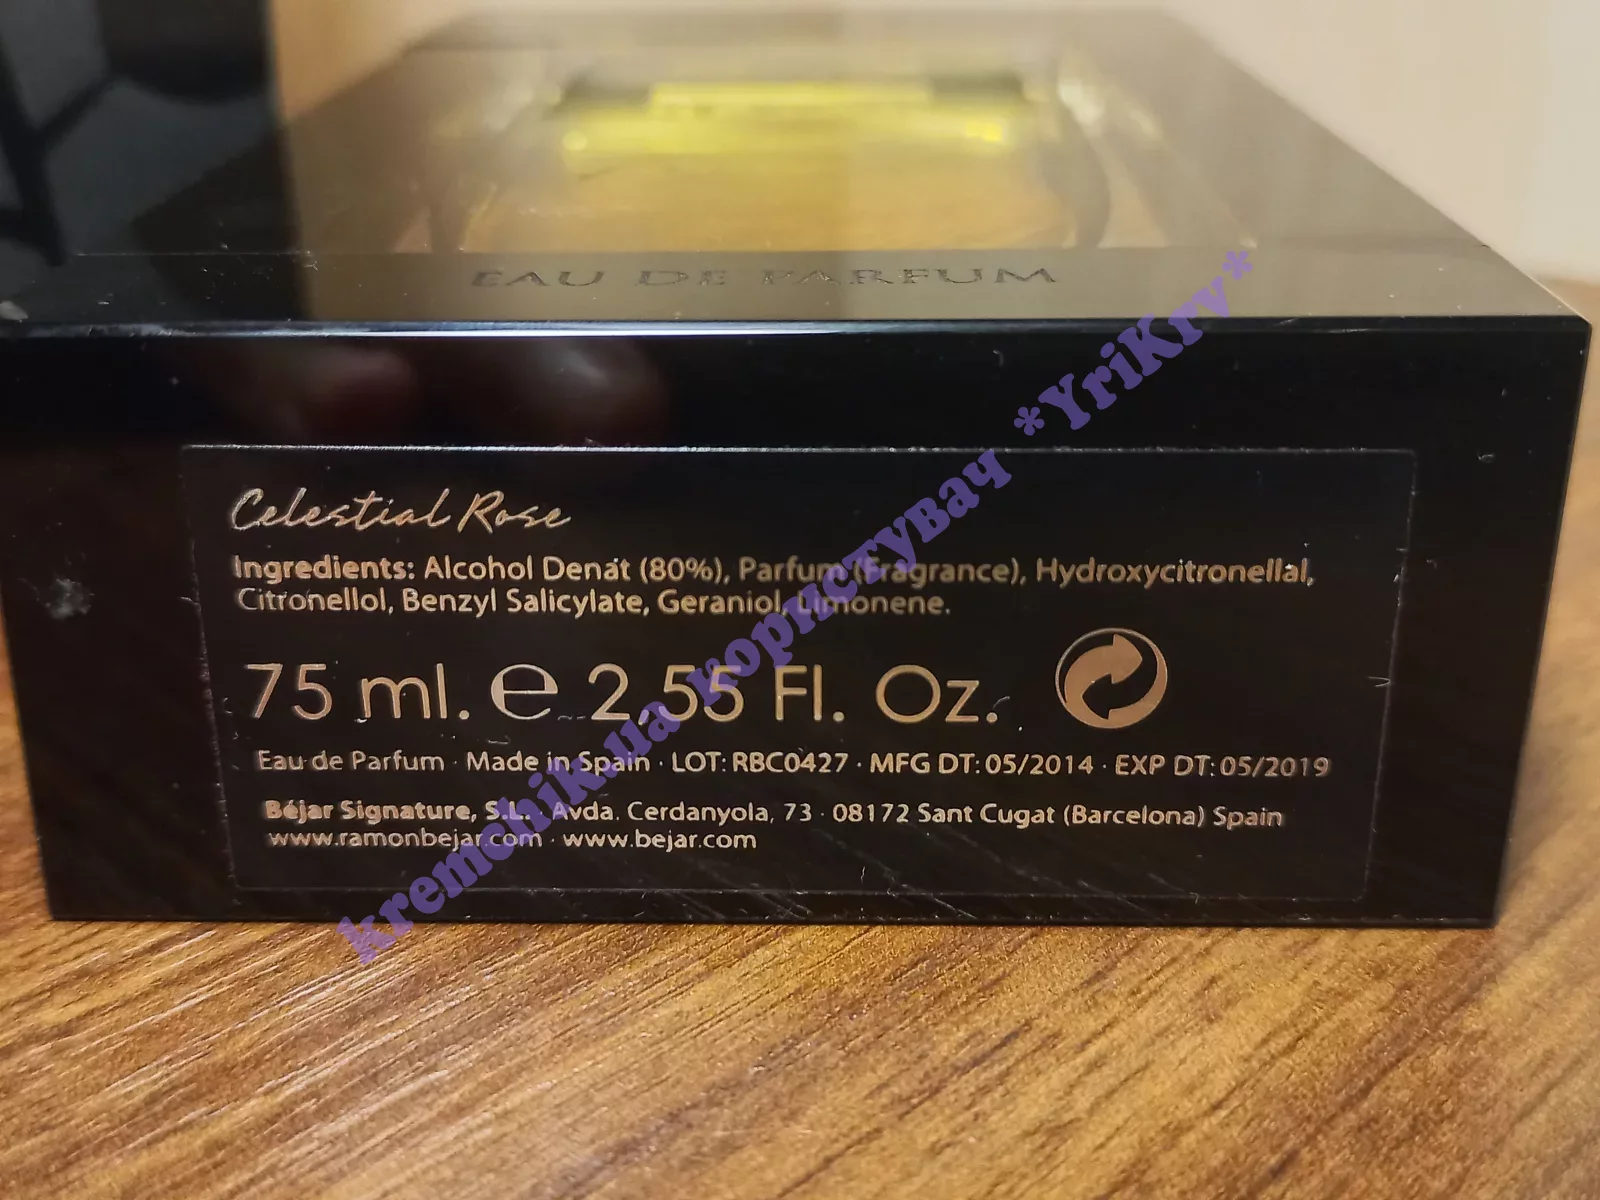 EAU DE PARFUM
Celestial Rose
Ingredients: Alcohol Denat (80%), Parfum (Fragrance), Hydroxycitronellal,
Citronellol, Benzyl Salicylate, Geraniol, Limonene.
75 ml. ℮ 2,55 Fl. Oz.
Eau de Parfum · Made in Spain · LOT: RBC0427 · MFG DT: 05/2014 · EXP DT: 05/2019
Béjar Signature, S.L. Avda. Cerdanyola, 73 · 08172 Sant Cugat (Barcelona) Spain
www.ramonbejar.com · www.bejar.com
kremchik.ua користувач *YriKry*